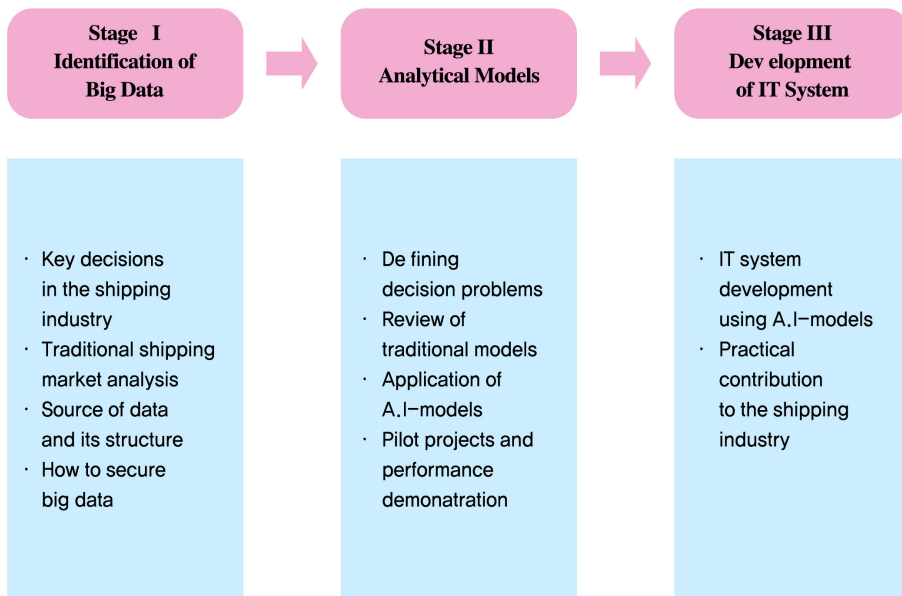 Stage I
Identification of
Big Data
Stage II
Analytical Models
Stage III
Dev elopment
of IT System
· Key decisions
in the shipping
industry
· Traditional shipping
market analysis
· Source of data
and its structure
· How to secure
big data
· De fining
decision problems
· Review of
traditional models
· Application of
A.I-models
· Pilot projects and
performance
demonatration
· IT system
development
using A.I-models
· Practical
contribution
to the shipping
industry